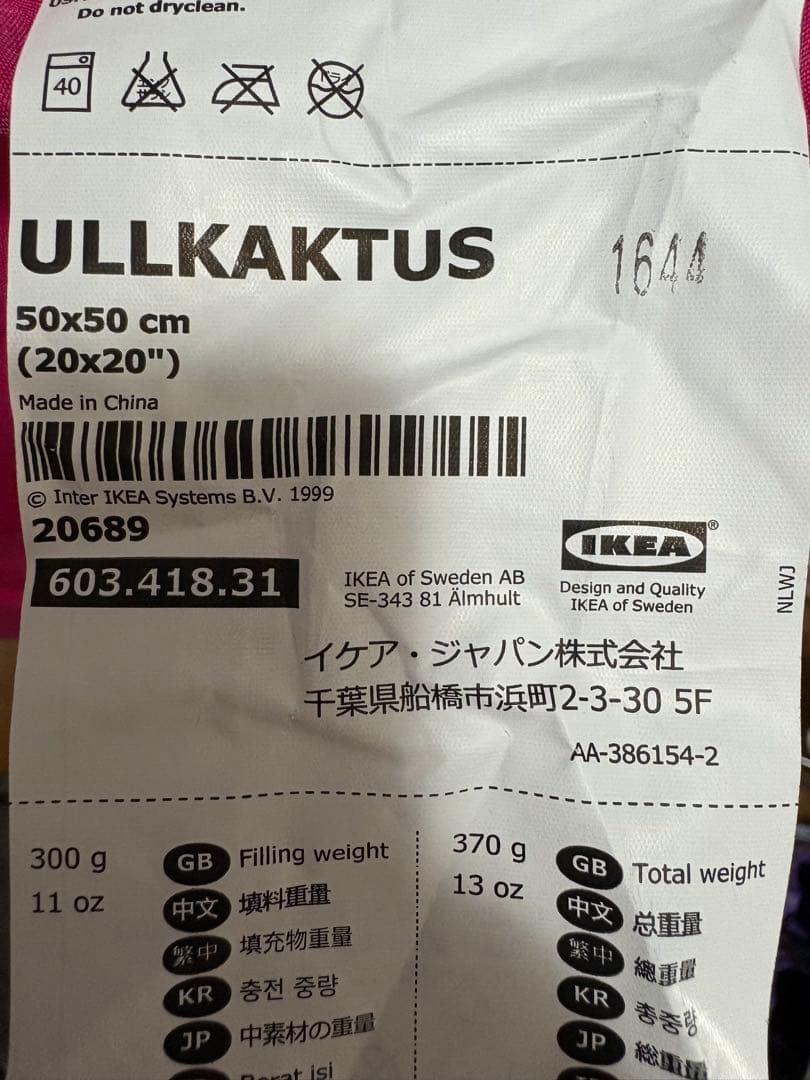 Do not dryclean.
40
ULLKAKTUS
1644
50x50 cm
(20x20")
Made in China
© Inter IKEA Systems B.V. 1999
20689
603.418.31
IKEA of Sweden AB
SE-343 81 Älmhult
IKEA®
Design and Quality
IKEA of Sweden
NLWJ
イケア・ジャパン株式会社
千葉県船橋市浜町2-3-30 5F
AA-386154-2
300 g
11 oz
GB Filling weight
中文 填料重量
繁中 填充物重量
KR 충전 중량
JP 中素材の重量
Berat isi
370 g
13 oz
GB Total weight
中文 总重量
繁中 總重量
KR 총중량
JP 総重量